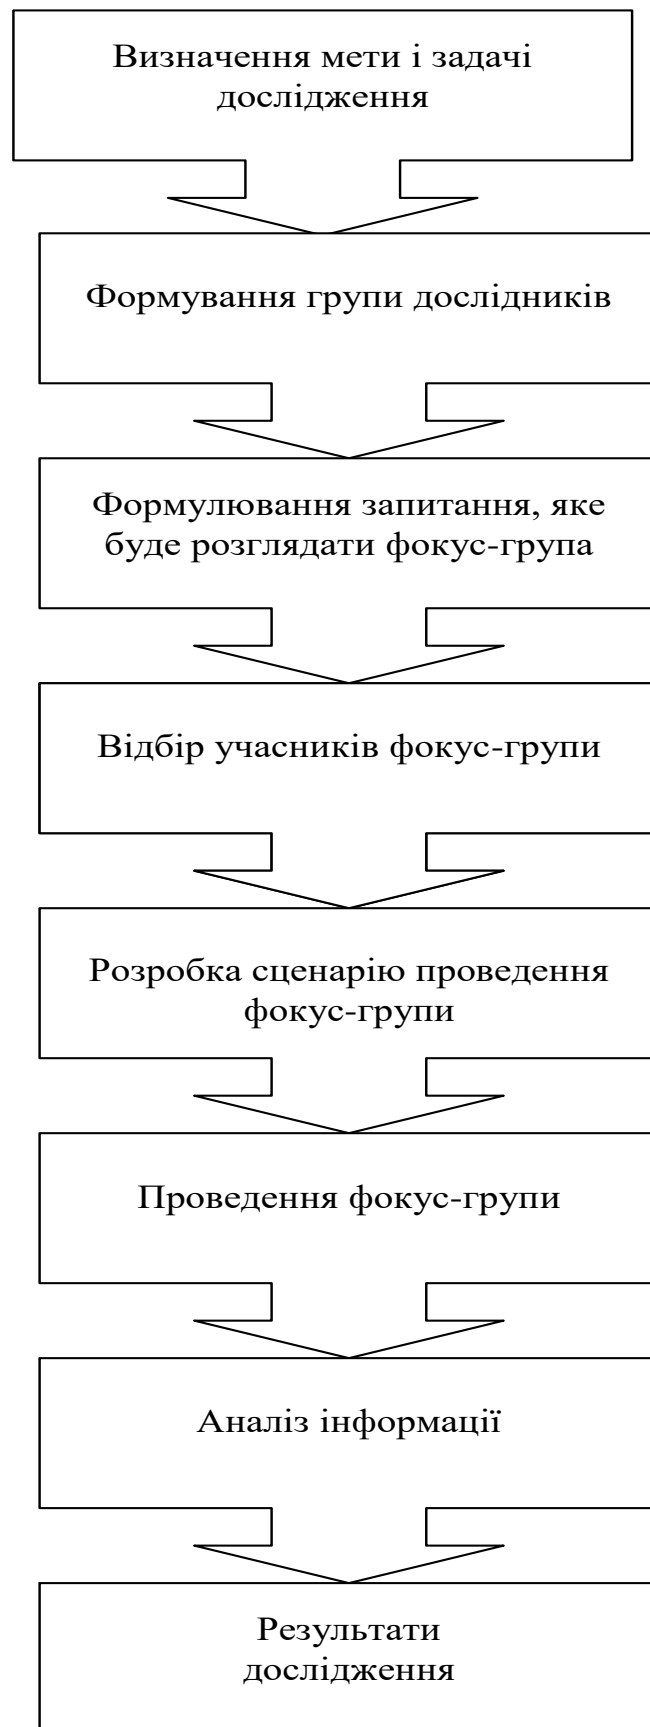 Визначення мети і задачі
дослідження
Формування групи дослідників
Формулювання запитання, яке
буде розглядати фокус-група
Відбір учасників фокус-групи
Розробка сценарію проведення
фокус-групи
Проведення фокус-групи
Аналіз інформації
Результати
дослідження